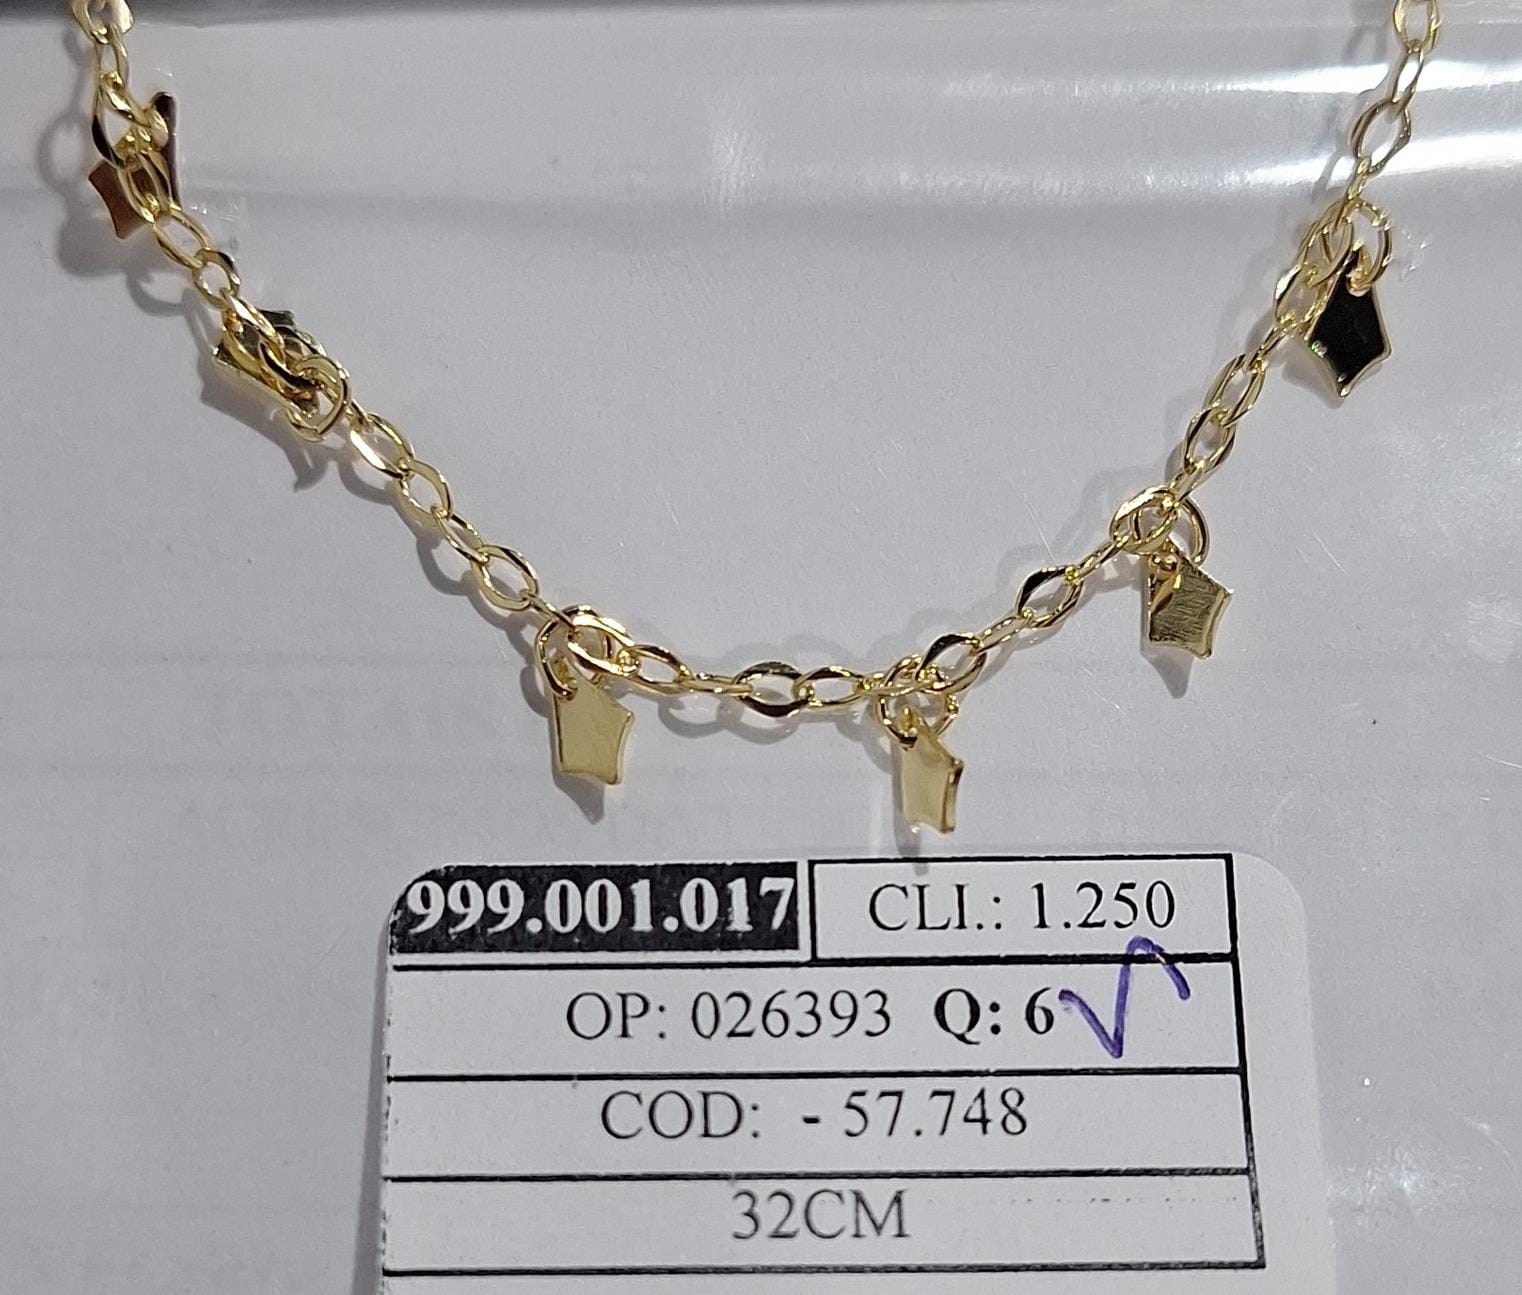 999.001.017 CLI.: 1.250
OP: 026393 Q: 6
COD: - 57.748
32CM